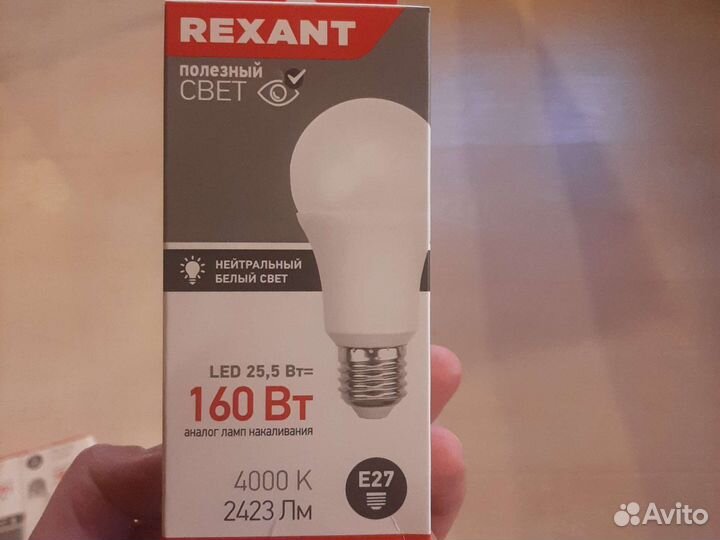 REXANT
полезный
СВЕТ
НЕЙТРАЛЬНЫЙ
БЕЛЫЙ СВЕТ
LED 25,5 Вт=
160 Вт
аналог ламп накаливания
4000 K
2423 Лм
E27
Avito